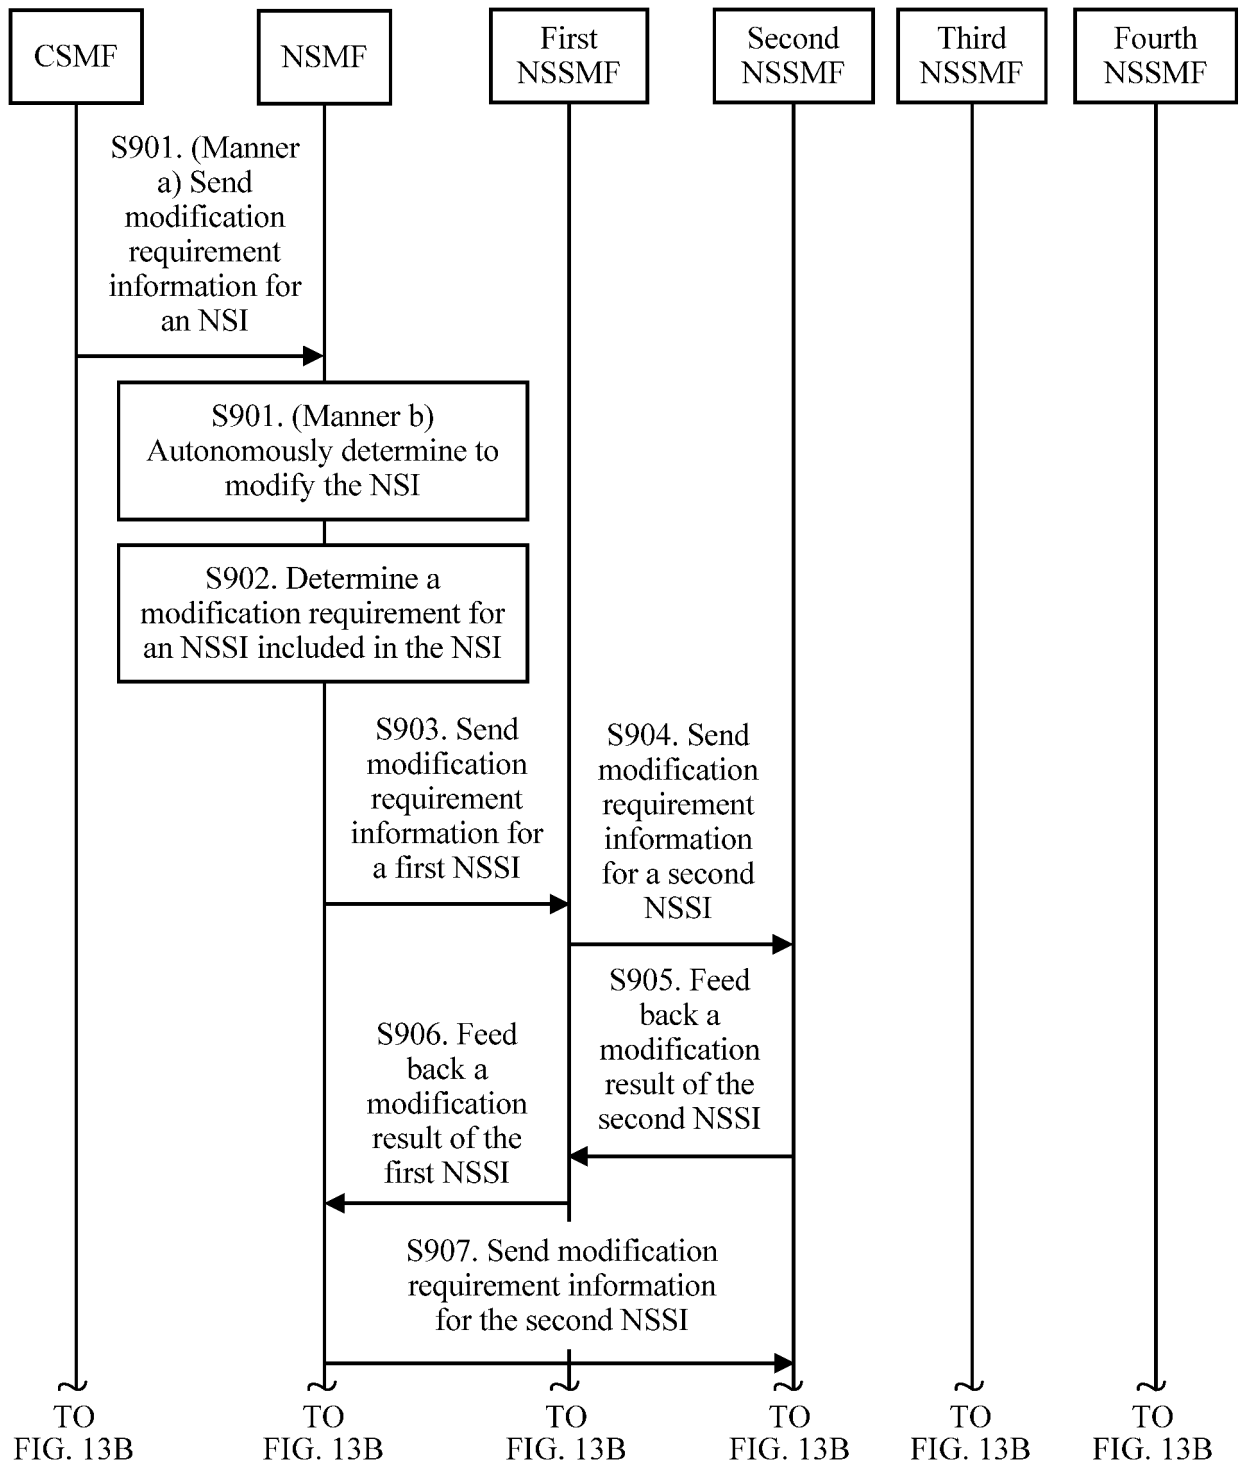 CSMF
NSMF
First
NSSMF
Second
NSSMF
Third
NSSMF
Fourth
NSSMF
S901. (Manner
a) Send
modification
requirement
information for
an NSI
S901. (Manner b)
Autonomously determine to
modify the NSI
S902. Determine a
modification requirement for
an NSSI included in the NSI
S903. Send
modification
requirement
information for
a first NSSI
S904. Send
modification
requirement
information
for a second
NSSI
S905. Feed
back a
modification
result of the
second NSSI
S906. Feed
back a
modification
result of the
first NSSI
S907. Send modification
requirement information
for the second NSSI
TO
FIG. 13B
TO
FIG. 13B
TO
FIG. 13B
TO
FIG. 13B
TO
FIG. 13B
TO
FIG. 13B